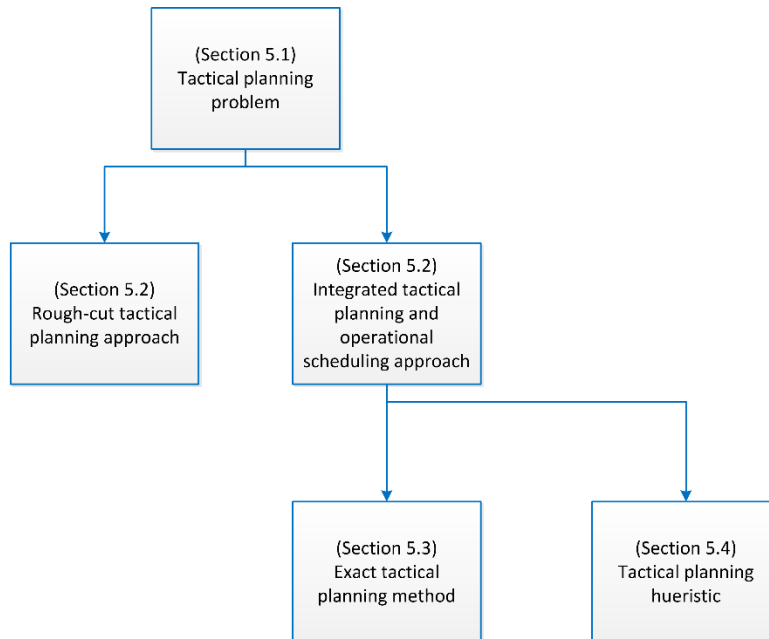 (Section 5.1)
Tactical planning
problem
(Section 5.2)
Rough-cut tactical
planning approach
(Section 5.2)
Integrated tactical
planning and
operational
scheduling approach
(Section 5.3)
Exact tactical
planning method
(Section 5.4)
Tactical planning
hueristic